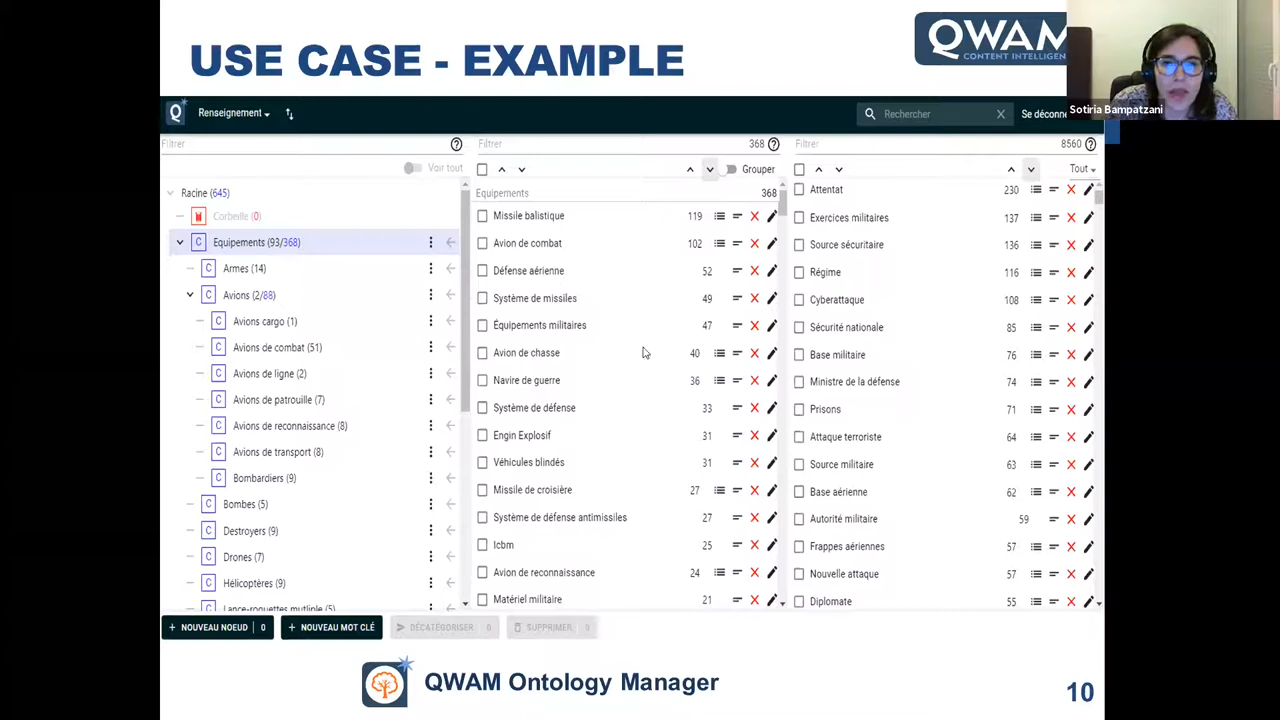 USE CASE - EXAMPLE
QWAM
CONTENT INTELLIGEN
Sotiria Bampatzani
Q
Renseignement
Rechercher
Se déconne
Filtrer
Voir tout
Racine (645)
Corbeille (0)
C Equipements (93/368)
C Armes (14)
C Avions (2/88)
C Avions cargo (1)
C Avions de combat (51)
C Avions de ligne (2)
C Avions de patrouille (7)
C Avions de reconnaissance (8)
C Avions de transport (8)
C Bombardiers (9)
C Bombes (5)
C Destroyers (9)
C Drones (7)
C Hélicoptères (9)
Lance-roquettes mutliple (5)
Filtrer 368
Grouper
Equipements 368
Missile balistique 119
Avion de combat 102
Défense aérienne 52
Système de missiles 49
Équipements militaires 47
Avion de chasse 40
Navire de guerre 36
Système de défense 33
Engin Explosif 31
Véhicules blindés 31
Missile de croisière 27
Système de défense antimissiles 27
Icbm 25
Avion de reconnaissance 24
Matériel militaire 21
Filtrer 8560
Tout
Attentat 230
Exercices militaires 137
Source sécuritaire 136
Régime 116
Cyberattaque 108
Sécurité nationale 85
Base militaire 76
Ministre de la défense 74
Prisons 71
Attaque terroriste 64
Source militaire 63
Base aérienne 62
Autorité militaire 59
Frappes aériennes 57
Nouvelle attaque 57
Diplomate 55
+ NOUVEAU NOEUD | 0
+ NOUVEAU MOT CLÉ
DÉCATÉGORISER 0
SUPPRIMER 0
QWAM Ontology Manager
10